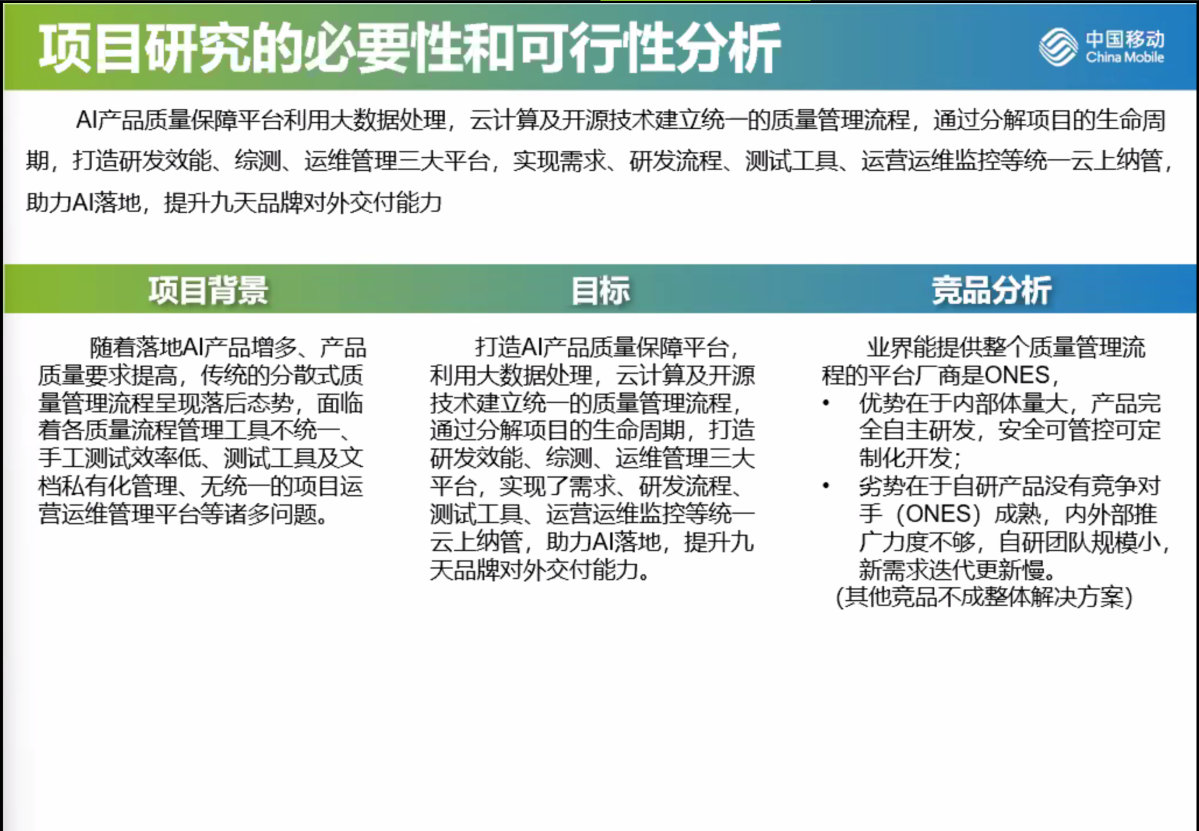 项目研究的必要性和可行性分析
中国移动
China Mobile
AI产品质量保障平台利用大数据处理，云计算及开源技术建立统一的质量管理流程，通过分解项目的生命周
期，打造研发效能、综测、运维管理三大平台，实现需求、研发流程、测试工具、运营运维监控等统一云上纳管，
助力AI落地，提升九天品牌对外交付能力
项目背景
随着落地AI产品增多、产品
质量要求提高，传统的分散式质
量管理流程呈现落后态势，面临
着各质量流程管理工具不统一、
手工测试效率低、测试工具及文
档私有化管理、无统一的项目运
营运维管理平台等诸多问题。
目标
打造AI产品质量保障平台，
利用大数据处理，云计算及开源
技术建立统一的质量管理流程，
通过分解项目的生命周期，打造
研发效能、综测、运维管理三大
平台，实现了需求、研发流程、
测试工具、运营运维监控等统一
云上纳管，助力AI落地，提升九
天品牌对外交付能力。
竞品分析
业界能提供整个质量管理流
程的平台厂商是ONES，
• 优势在于内部体量大，产品完
全自主研发，安全可管控可定
制化开发；
• 劣势在于自研产品没有竞争对
手（ONES）成熟，内外部推
广力度不够，自研团队规模小，
新需求迭代更新慢。
（其他竞品不成整体解决方案）